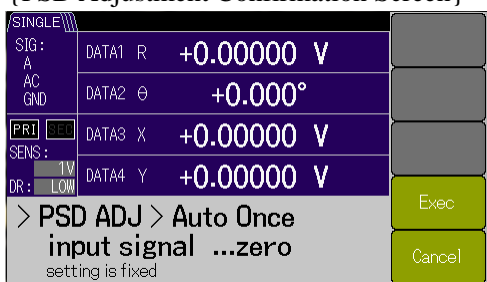 {PSD Adjustment Confirmation Screen}
SINGLE
SIG:
A
AC
GND
PRI SEC
SENS:
1V
DR: LOW
DATA1 R +0.00000 V
DATA2 θ +0.000°
DATA3 X +0.00000 V
DATA4 Y +0.00000 V
> PSD ADJ > Auto Once
input signal ...zero
setting is fixed
Exec
Cancel